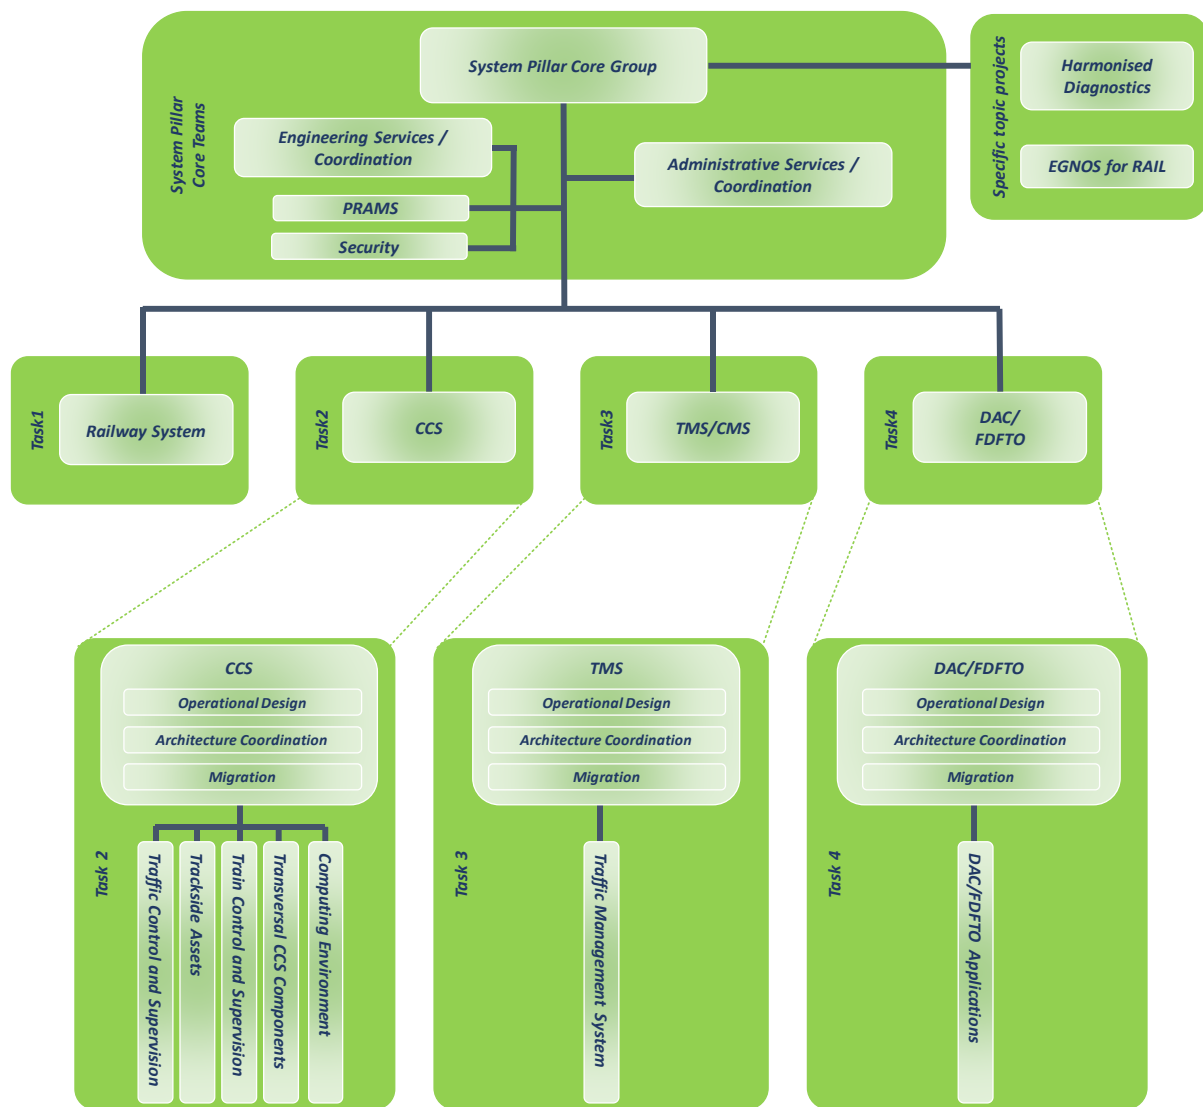 System Pillar
Core Teams
System Pillar Core Group
Engineering Services /
Coordination
PRAMS
Security
Administrative Services /
Coordination
Specific topic projects
Harmonised
Diagnostics
EGNOS for RAIL
Task1
Railway System
Task2
CCS
Task3
TMS/CMS
Task4
DAC/
FDFTO
Task 2
CCS
Operational Design
Architecture Coordination
Migration
Traffic Control and Supervision
Trackside Assets
Train Control and Supervision
Transversal CCS Components
Computing Environment
Task 3
TMS
Operational Design
Architecture Coordination
Migration
Traffic Management System
Task 4
DAC/FDFTO
Operational Design
Architecture Coordination
Migration
DAC/FDFTO Applications